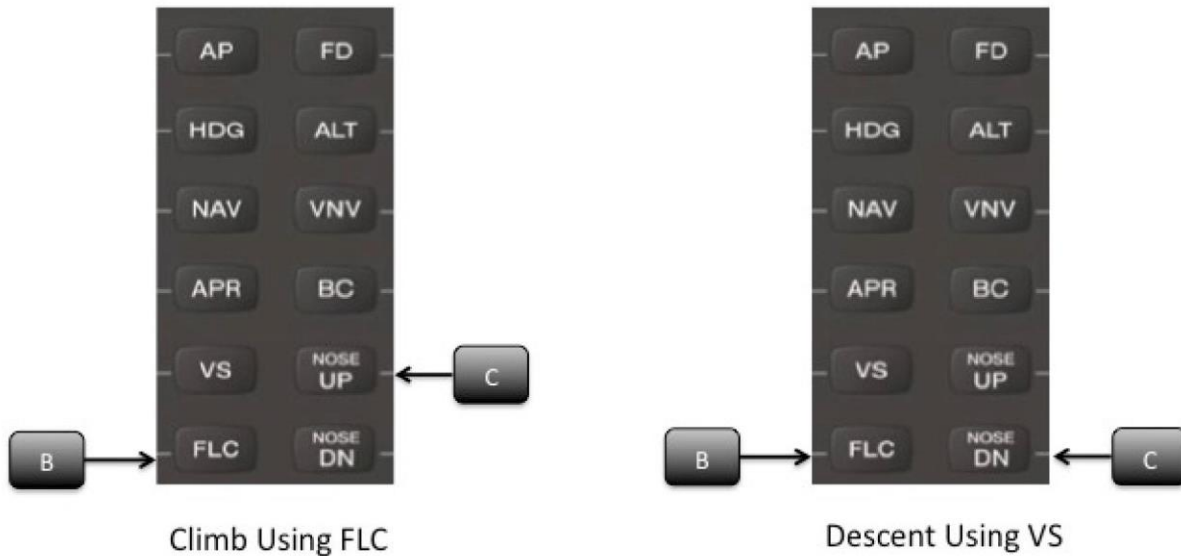 AP FD
HDG ALT
NAV VNV
APR BC
VS NOSE UP
FLC NOSE DN
B
C
Climb Using FLC
AP FD
HDG ALT
NAV VNV
APR BC
VS NOSE UP
FLC NOSE DN
B
C
Descent Using VS